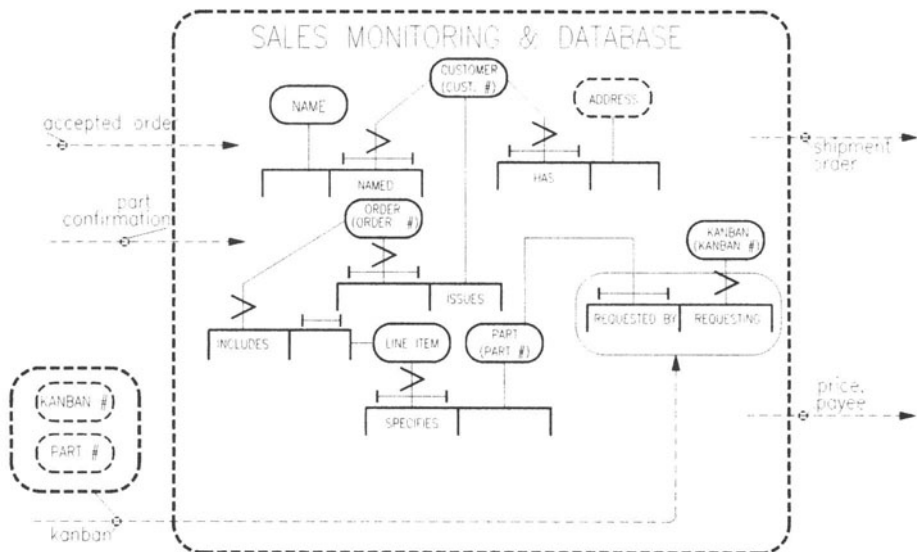 SALES MONITORING & DATABASE
CUSTOMER
(CUST. #)
NAME
ADDRESS
accepted order
shipment
order
NAMED
HAS
part
confirmation
ORDER
(ORDER #)
KANBAN
(KANBAN #)
ISSUES
REQUESTED BY
REQUESTING
INCLUDES
LINE ITEM
PART
(PART #)
KANBAN #
PART #
price,
payee
SPECIFIES
kanban